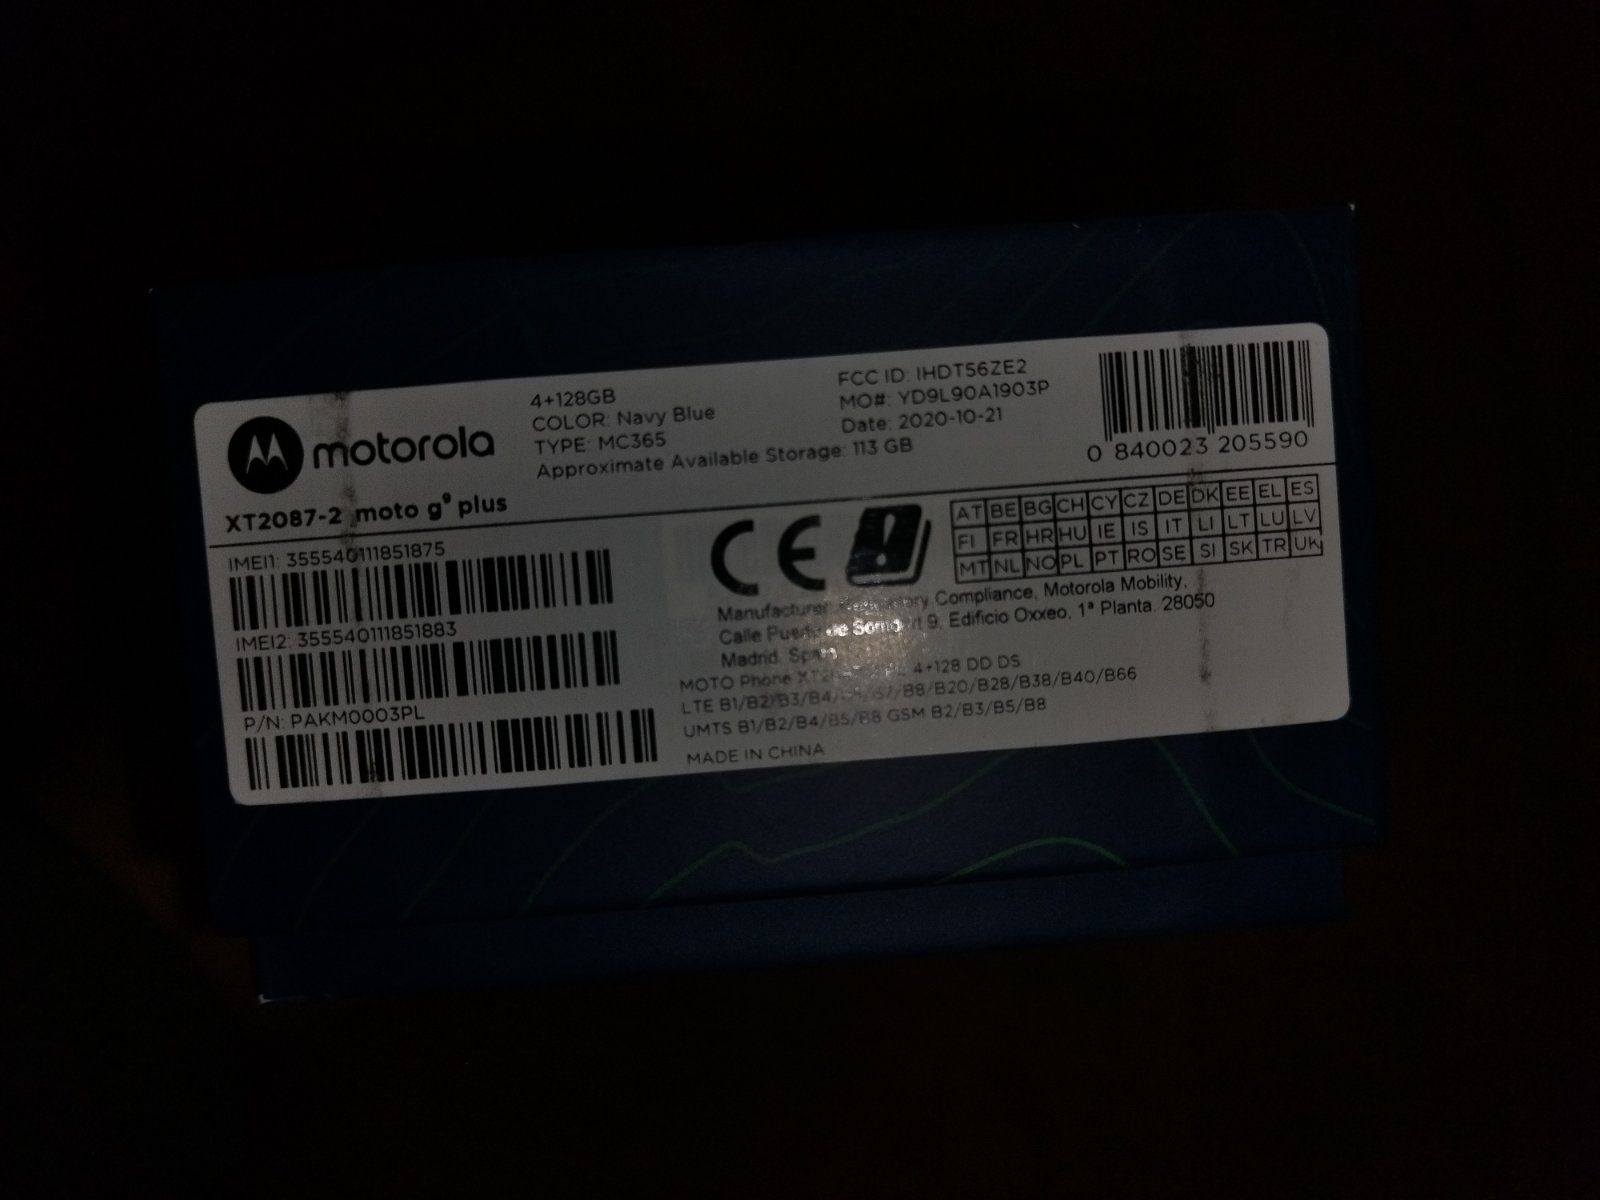 motorola
XT2087-2 moto g⁹ plus
4+128GB
COLOR: Navy Blue
TYPE: MC365
Approximate Available Storage: 113 GB
FCC ID: IHDT56ZE2
MO#: YD9L90A1903P
Date: 2020-10-21
0 840023 205590
IMEI1: 355540111851875
IMEI2: 355540111851883
P/N: PAKM0003PL
CE
AT BE BG CH CY CZ DE DK EE EL ES
FI FR HR HU IE IS IT LI LT LU LV
MT NL NO PL PT RO SE SI SK TR UK
Manufacturer: Compliance, Motorola Mobility,
Calle de 9, Edificio Oxxeo, 1ª Planta. 28050
Madrid. Spain
MOTO Phone 4+128 DD DS
LTE B1/B2/B3/B4/B5/B7/B8/B20/B28/B38/B40/B66
UMTS B1/B2/B4/B5/B8 GSM B2/B3/B5/B8
MADE IN CHINA